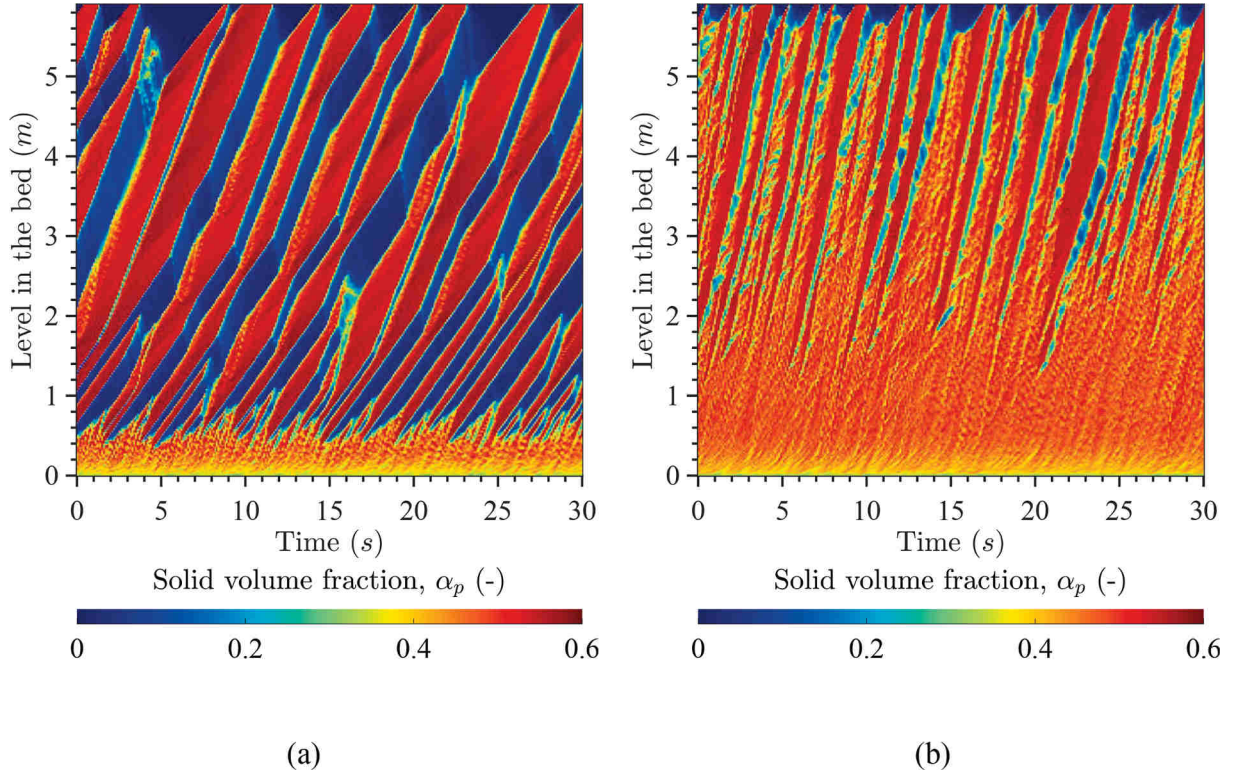 5
4
3
2
1
0
Level in the bed (m)
0 5 10 15 20 25 30
Time (s)
Solid volume fraction, αp (-)
0 0.2 0.4 0.6
(a)
5
4
3
2
1
0
Level in the bed (m)
0 5 10 15 20 25 30
Time (s)
Solid volume fraction, αp (-)
0 0.2 0.4 0.6
(b)